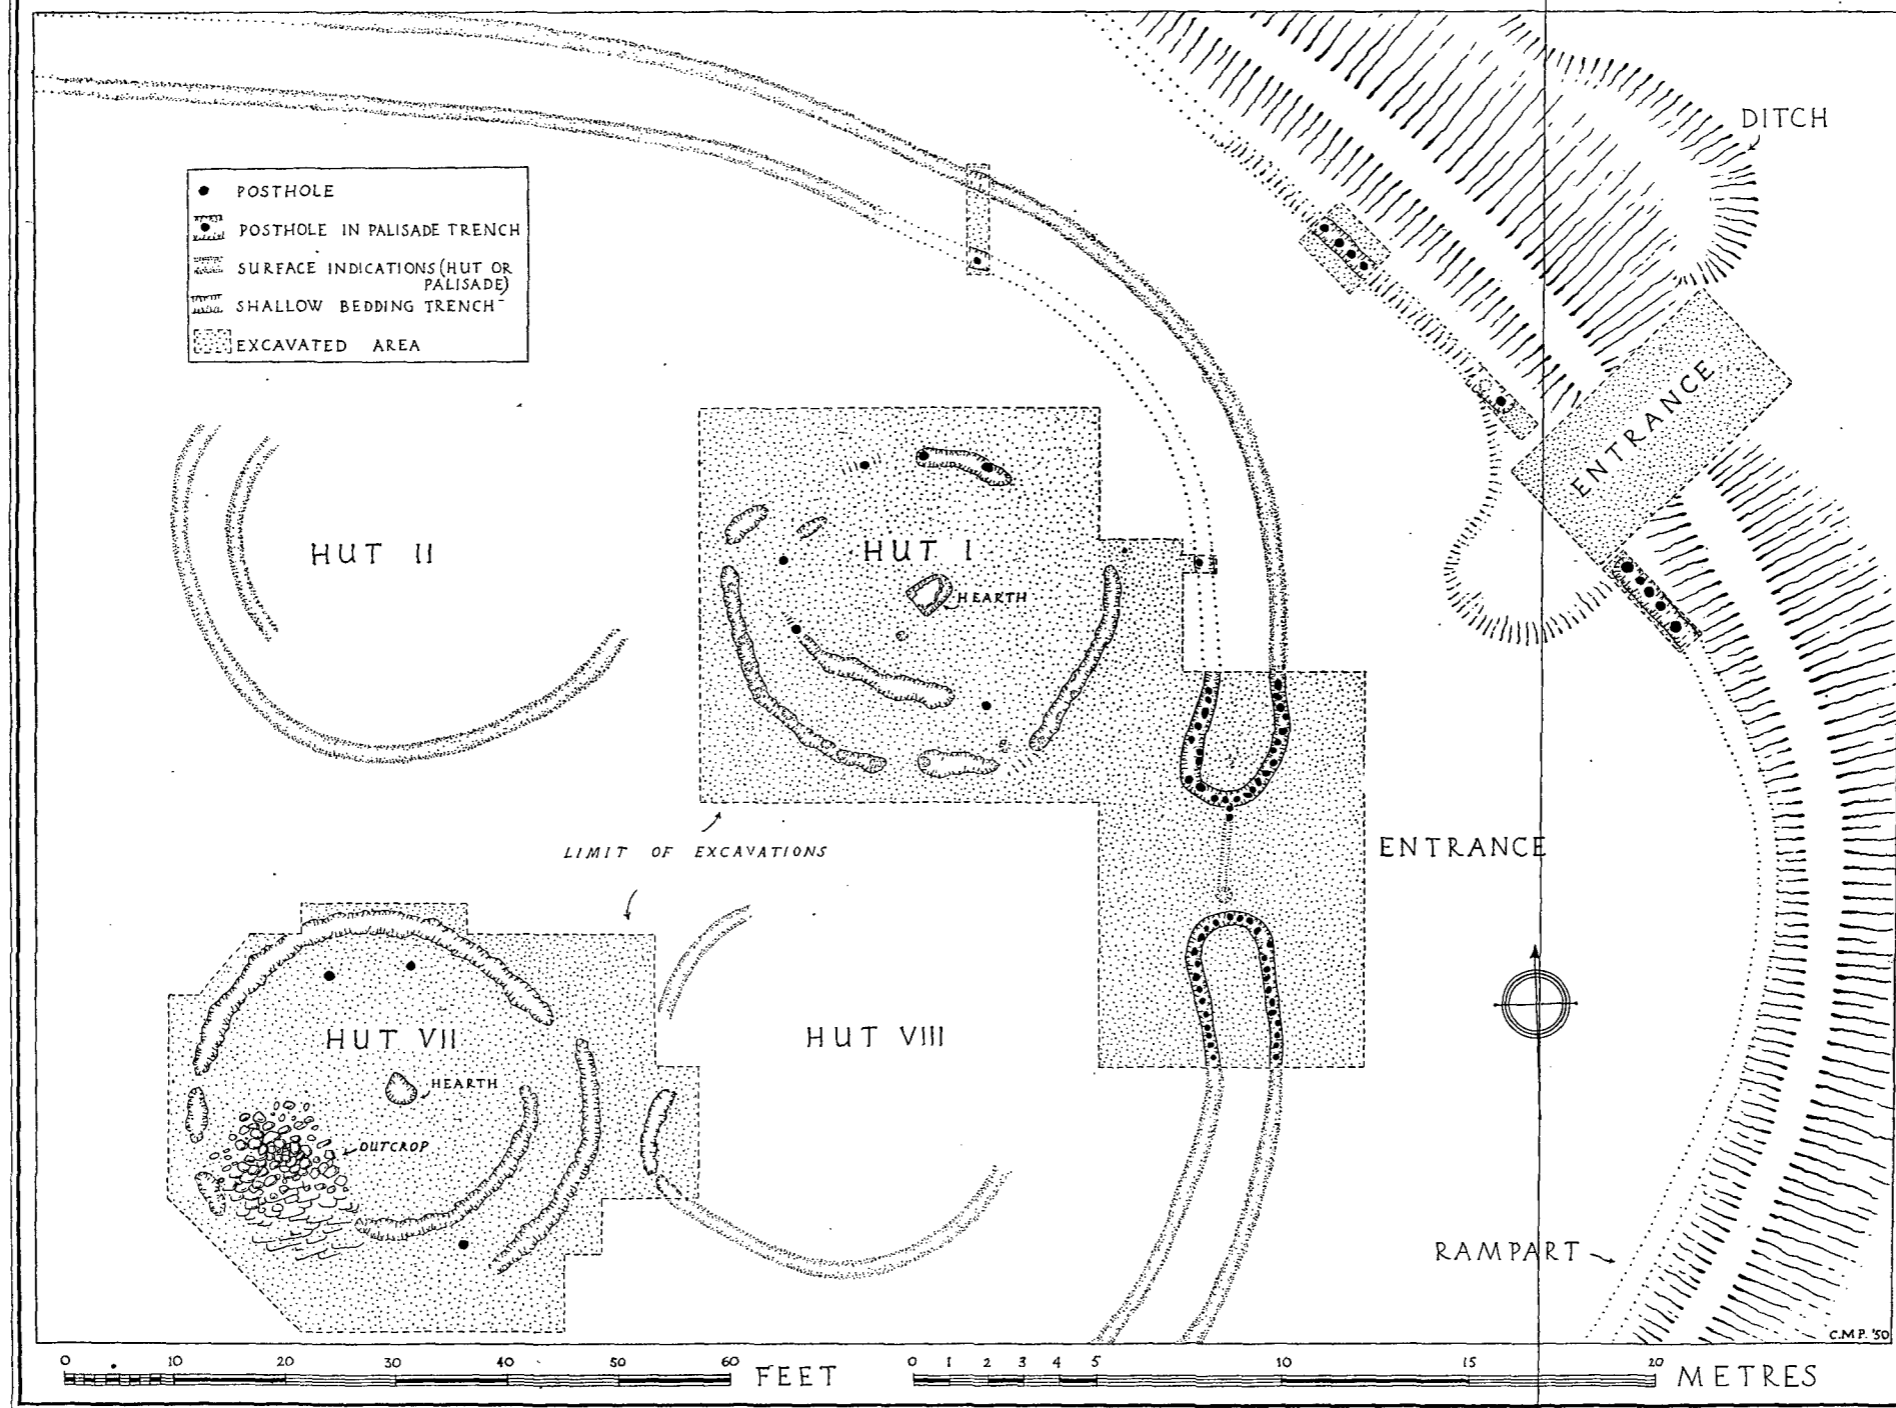 DITCH
POSTHOLE
POSTHOLE IN PALISADE TRENCH
SURFACE INDICATIONS (HUT OR
PALISADE)
SHALLOW BEDDING TRENCH
EXCAVATED AREA
ENTRANCE
HUT II
HUT I
HEARTH
LIMIT OF EXCAVATIONS
ENTRANCE
HUT VII
HUT VIII
HEARTH
OUTCROP
RAMPART
C.M.P. '50
0 10 20 30 40 50 60 FEET
0 1 2 3 4 5 10 15 20 METRES